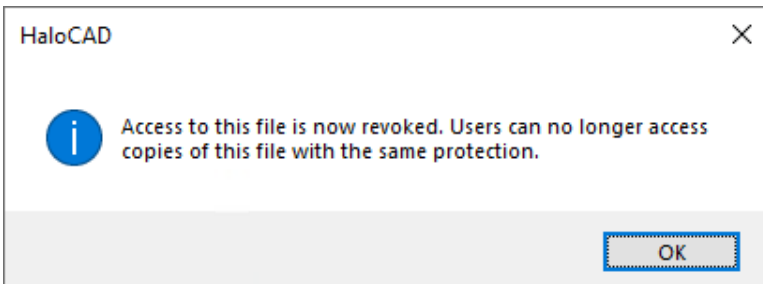 HaloCAD
Access to this file is now revoked. Users can no longer access
copies of this file with the same protection.
OK